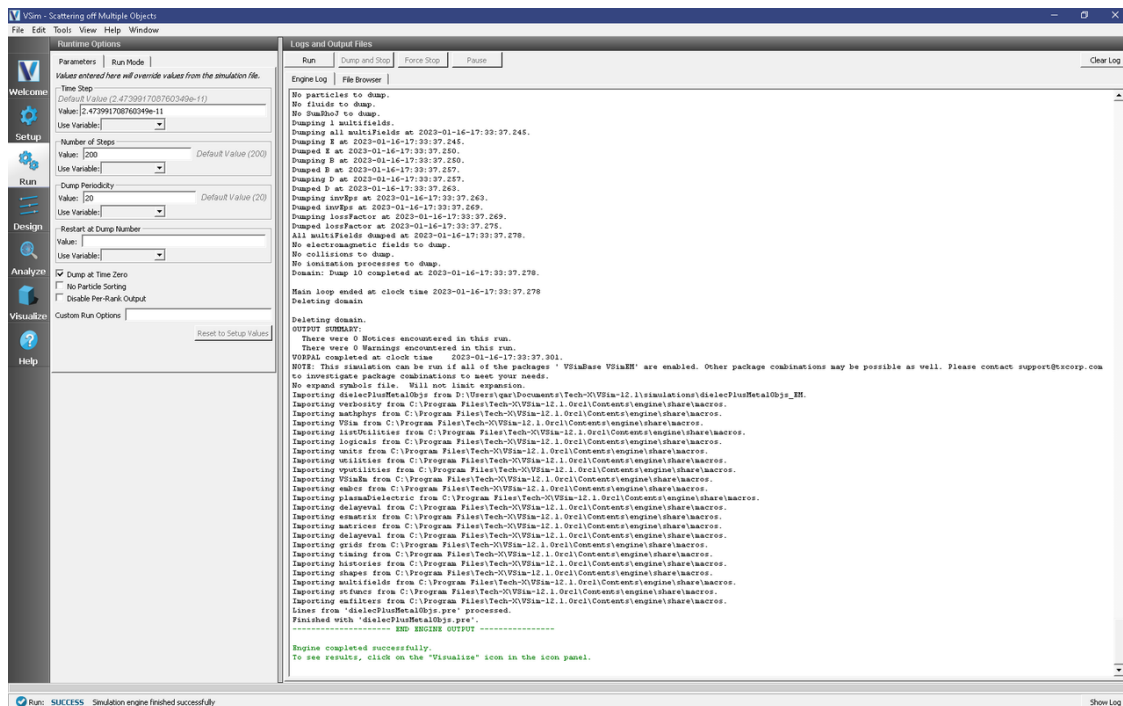 VSim - Scattering off Multiple Objects
File Edit Tools View Help Window
Welcome
Setup
Run
Design
Analyze
Visualize
Help
Runtime Options
Parameters Run Mode
Values entered here will override values from the simulation file.
Time Step
Default Value (2.473991708760349e-11)
Value: 2.473991708760349e-11
Use Variable:
Number of Steps
Value: 200 Default Value (200)
Use Variable:
Dump Periodicity
Value: 20 Default Value (20)
Use Variable:
Restart at Dump Number
Value:
Use Variable:
Dump at Time Zero
No Particle Sorting
Disable Per-Rank Output
Custom Run Options
Reset to Setup Values
Logs and Output Files
Run Dump and Stop Force Stop Pause Clear Log
Engine Log File Browser
No particles to dump.
No fluids to dump.
No SumRhoJ to dump.
Dumping 1 multifields.
Dumping all multiFields at 2023-01-16-17:33:37.245.
Dumping E at 2023-01-16-17:33:37.245.
Dumped E at 2023-01-16-17:33:37.250.
Dumping B at 2023-01-16-17:33:37.250.
Dumped B at 2023-01-16-17:33:37.257.
Dumping D at 2023-01-16-17:33:37.257.
Dumped D at 2023-01-16-17:33:37.263.
Dumping invEps at 2023-01-16-17:33:37.263.
Dumped invEps at 2023-01-16-17:33:37.269.
Dumping lossFactor at 2023-01-16-17:33:37.269.
Dumped lossFactor at 2023-01-16-17:33:37.275.
All multiFields dumped at 2023-01-16-17:33:37.278.
No electromagnetic fields to dump.
No collisions to dump.
No ionization processes to dump.
Domain: Dump 10 completed at 2023-01-16-17:33:37.278.
Main loop ended at clock time 2023-01-16-17:33:37.278
Deleting domain
Deleting domain.
OUTPUT SUMMARY:
There were 0 Notices encountered in this run.
There were 0 Warnings encountered in this run.
VORPAL completed at clock time 2023-01-16-17:33:37.301.
NOTE: This simulation can be run if all of the packages ' VSimBase VSimEM' are enabled. Other package combinations may be possible as well. Please contact support@txcorp.com
to investigate package combinations to meet your needs.
No expand symbols file. Will not limit expansion.
Importing dielecPlusMetalObjs from D:\Users\qar\Documents\Tech-X\VSim-12.1\simulations\dielecPlusMetalObjs_EM.
Importing verbosity from C:\Program Files\Tech-X\VSim-12.1.0rc1\Contents\engine\share\macros.
Importing mathphys from C:\Program Files\Tech-X\VSim-12.1.0rc1\Contents\engine\share\macros.
Importing VSim from C:\Program Files\Tech-X\VSim-12.1.0rc1\Contents\engine\share\macros.
Importing listUtilities from C:\Program Files\Tech-X\VSim-12.1.0rc1\Contents\engine\share\macros.
Importing logicals from C:\Program Files\Tech-X\VSim-12.1.0rc1\Contents\engine\share\macros.
Importing units from C:\Program Files\Tech-X\VSim-12.1.0rc1\Contents\engine\share\macros.
Importing utilities from C:\Program Files\Tech-X\VSim-12.1.0rc1\Contents\engine\share\macros.
Importing vputilities from C:\Program Files\Tech-X\VSim-12.1.0rc1\Contents\engine\share\macros.
Importing VSimEm from C:\Program Files\Tech-X\VSim-12.1.0rc1\Contents\engine\share\macros.
Importing embcs from C:\Program Files\Tech-X\VSim-12.1.0rc1\Contents\engine\share\macros.
Importing plasmaDielectric from C:\Program Files\Tech-X\VSim-12.1.0rc1\Contents\engine\share\macros.
Importing delayeval from C:\Program Files\Tech-X\VSim-12.1.0rc1\Contents\engine\share\macros.
Importing esmatrix from C:\Program Files\Tech-X\VSim-12.1.0rc1\Contents\engine\share\macros.
Importing matrices from C:\Program Files\Tech-X\VSim-12.1.0rc1\Contents\engine\share\macros.
Importing delayeval from C:\Program Files\Tech-X\VSim-12.1.0rc1\Contents\engine\share\macros.
Importing grids from C:\Program Files\Tech-X\VSim-12.1.0rc1\Contents\engine\share\macros.
Importing timing from C:\Program Files\Tech-X\VSim-12.1.0rc1\Contents\engine\share\macros.
Importing histories from C:\Program Files\Tech-X\VSim-12.1.0rc1\Contents\engine\share\macros.
Importing shapes from C:\Program Files\Tech-X\VSim-12.1.0rc1\Contents\engine\share\macros.
Importing multifields from C:\Program Files\Tech-X\VSim-12.1.0rc1\Contents\engine\share\macros.
Importing stfuncs from C:\Program Files\Tech-X\VSim-12.1.0rc1\Contents\engine\share\macros.
Importing emfilters from C:\Program Files\Tech-X\VSim-12.1.0rc1\Contents\engine\share\macros.
Lines from 'dielecPlusMetalObjs.pre' processed.
Finished with 'dielecPlusMetalObjs.pre'.
-------------------- END ENGINE OUTPUT ----------------
Engine completed successfully.
To see results, click on the "Visualize" icon in the icon panel.
Run: SUCCESS Simulation engine finished successfully Show Log